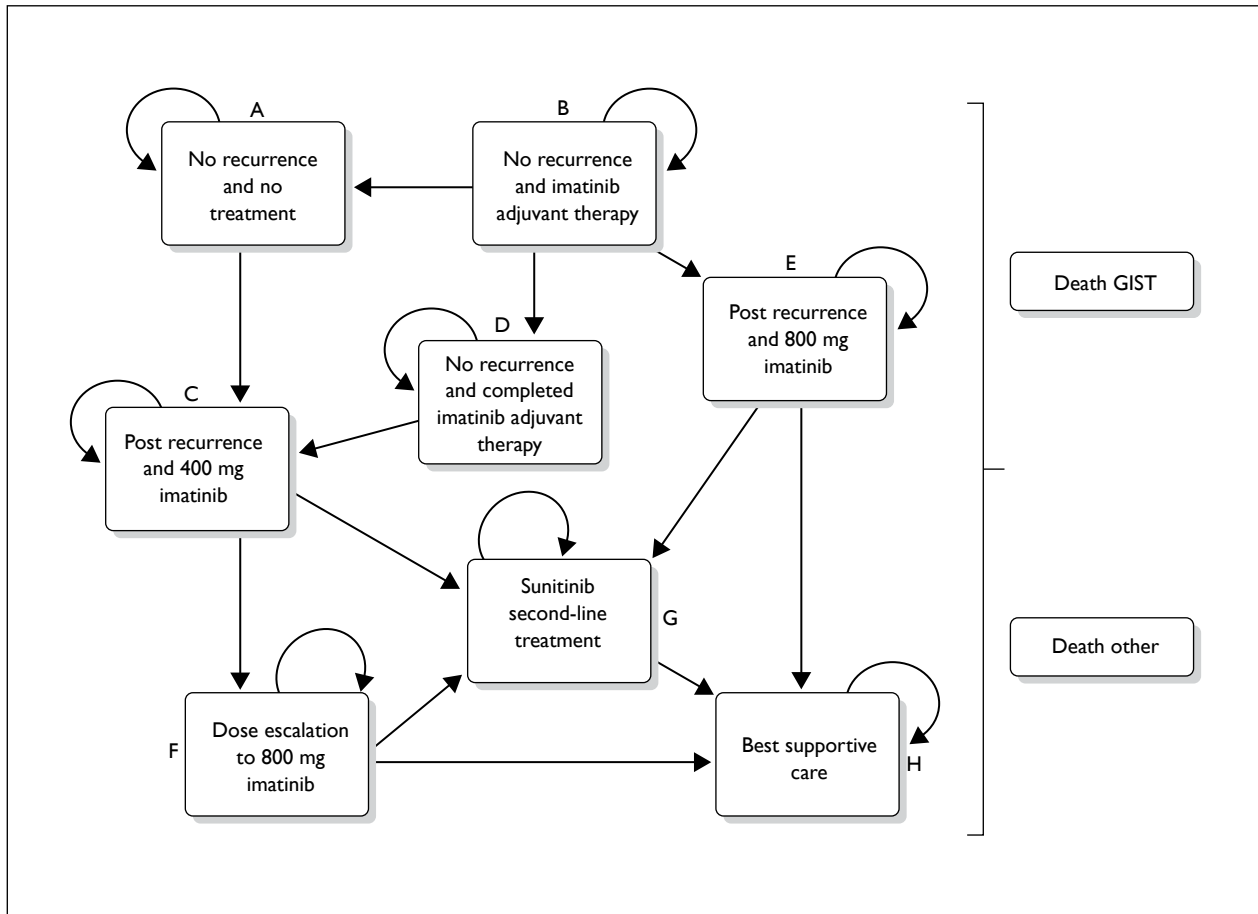 A
No recurrence
and no
treatment
B
No recurrence
and imatinib
adjuvant therapy
E
Post recurrence
and 800 mg
imatinib
Death GIST
D
No recurrence
and completed
imatinib adjuvant
therapy
C
Post recurrence
and 400 mg
imatinib
Sunitinib
second-line
treatment
G
Death other
F
Dose escalation
to 800 mg
imatinib
Best supportive
care
H